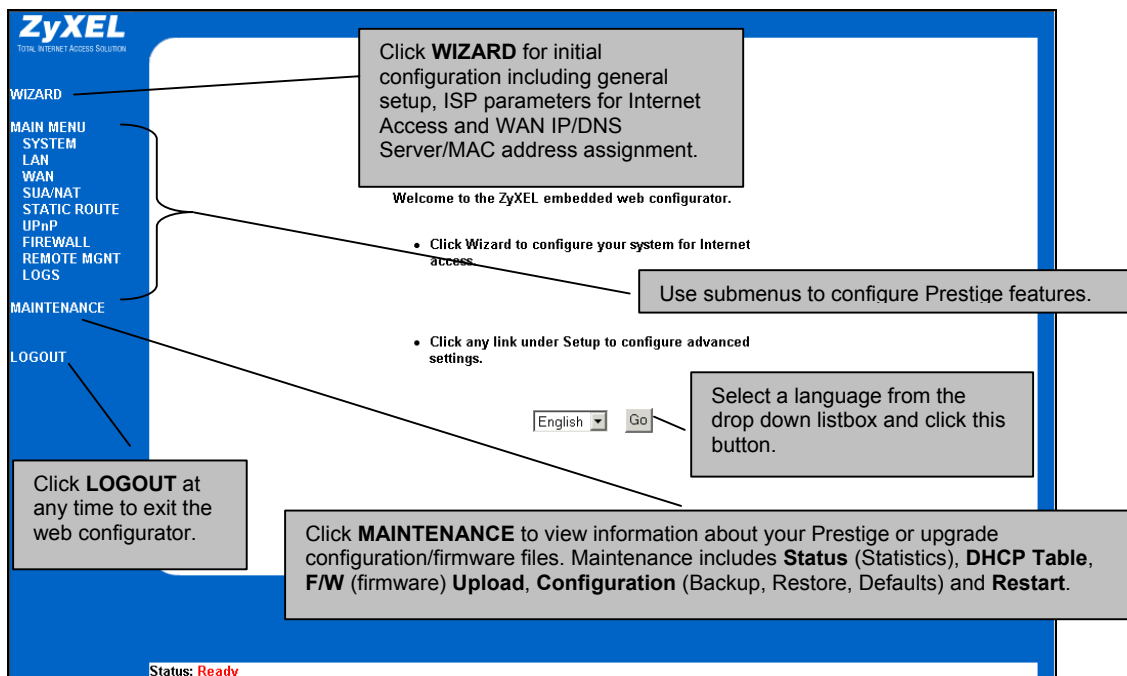 ZyXEL
TOTAL INTERNET ACCESS SOLUTION
WIZARD
MAIN MENU
SYSTEM
LAN
WAN
SUA/NAT
STATIC ROUTE
UPnP
FIREWALL
REMOTE MGNT
LOGS
MAINTENANCE
LOGOUT
Click WIZARD for initial
configuration including general
setup, ISP parameters for Internet
Access and WAN IP/DNS
Server/MAC address assignment.
Welcome to the ZyXEL embedded web configurator.
• Click Wizard to configure your system for Internet
access.
Use submenus to configure Prestige features.
• Click any link under Setup to configure advanced
settings.
English Go
Select a language from the
drop down listbox and click this
button.
Click LOGOUT at
any time to exit the
web configurator.
Click MAINTENANCE to view information about your Prestige or upgrade
configuration/firmware files. Maintenance includes Status (Statistics), DHCP Table,
F/W (firmware) Upload, Configuration (Backup, Restore, Defaults) and Restart.
Status: Ready